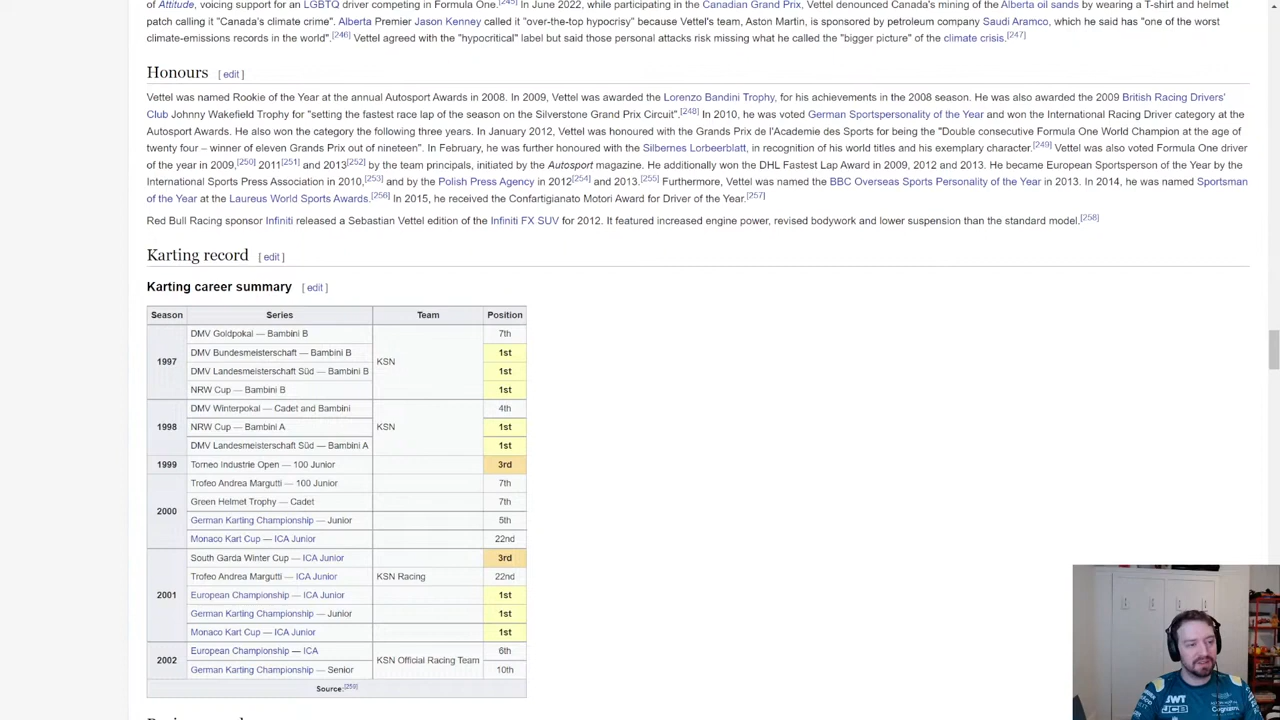 of Attitude, voicing support for an LGBTQ driver competing in Formula One.[245] In June 2022, while participating in the Canadian Grand Prix, Vettel denounced Canada's mining of the Alberta oil sands by wearing a T-shirt and helmet
patch calling it "Canada's climate crime". Alberta Premier Jason Kenney called it "over-the-top hypocrisy" because Vettel's team, Aston Martin, is sponsored by petroleum company Saudi Aramco, which he said has "one of the worst
climate-emissions records in the world".[246] Vettel agreed with the "hypocritical" label but said those personal attacks risk missing what he called the "bigger picture" of the climate crisis.[247]
Honours [ edit ]
Vettel was named Rookie of the Year at the annual Autosport Awards in 2008. In 2009, Vettel was awarded the Lorenzo Bandini Trophy, for his achievements in the 2008 season. He was also awarded the 2009 British Racing Drivers'
Club Johnny Wakefield Trophy for "setting the fastest race lap of the season on the Silverstone Grand Prix Circuit".[248] In 2010, he was voted German Sportspersonality of the Year and won the International Racing Driver category at the
Autosport Awards. He also won the category the following three years. In January 2012, Vettel was honoured with the Grands Prix de l'Academie des Sports for being the "Double consecutive Formula One World Champion at the age of
twenty four – winner of eleven Grands Prix out of nineteen". In February, he was further honoured with the Silbernes Lorbeerblatt, in recognition of his world titles and his exemplary character.[249] Vettel was also voted Formula One driver
of the year in 2009,[250] 2011[251] and 2013[252] by the team principals, initiated by the Autosport magazine. He additionally won the DHL Fastest Lap Award in 2009, 2012 and 2013. He became European Sportsperson of the Year by the
International Sports Press Association in 2010,[253] and by the Polish Press Agency in 2012[254] and 2013.[255] Furthermore, Vettel was named the BBC Overseas Sports Personality of the Year in 2013. In 2014, he was named Sportsman
of the Year at the Laureus World Sports Awards.[256] In 2015, he received the Confartigianato Motori Award for Driver of the Year.[257]
Red Bull Racing sponsor Infiniti released a Sebastian Vettel edition of the Infiniti FX SUV for 2012. It featured increased engine power, revised bodywork and lower suspension than the standard model.[258]
Karting record [ edit ]
Karting career summary [ edit ]
Season Series Team Position
1997 DMV Goldpokal — Bambini B KSN 7th
DMV Bundesmeisterschaft — Bambini B 1st
DMV Landesmeisterschaft Süd — Bambini B 1st
NRW Cup — Bambini B 1st
1998 DMV Winterpokal — Cadet and Bambini KSN 4th
NRW Cup — Bambini A 1st
DMV Landesmeisterschaft Süd — Bambini A 1st
1999 Torneo Industrie Open — 100 Junior 3rd
2000 Trofeo Andrea Margutti — 100 Junior 7th
Green Helmet Trophy — Cadet 7th
German Karting Championship — Junior 5th
Monaco Kart Cup — ICA Junior 22nd
2001 South Garda Winter Cup — ICA Junior 3rd
Trofeo Andrea Margutti — ICA Junior KSN Racing 22nd
European Championship — ICA Junior 1st
German Karting Championship — Junior 1st
Monaco Kart Cup — ICA Junior 1st
2002 European Championship — ICA KSN Official Racing Team 6th
German Karting Championship — Senior 10th
Source:[259]
JCB
Cognizant